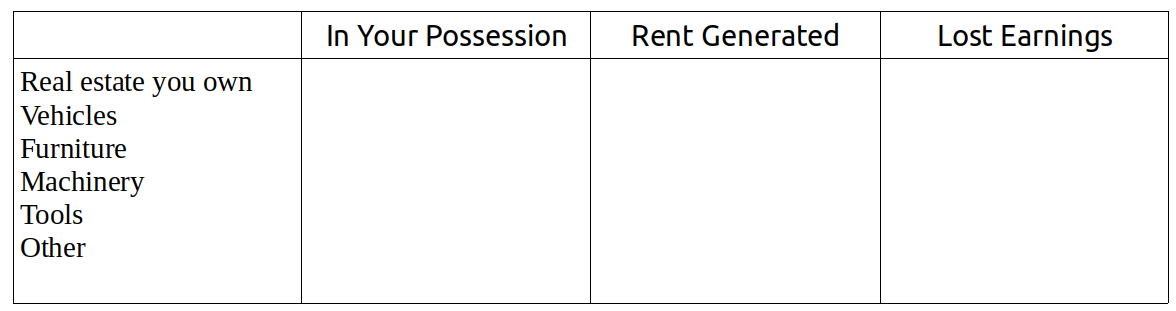 In Your Possession Rent Generated Lost Earnings
Real estate you own
Vehicles
Furniture
Machinery
Tools
Other